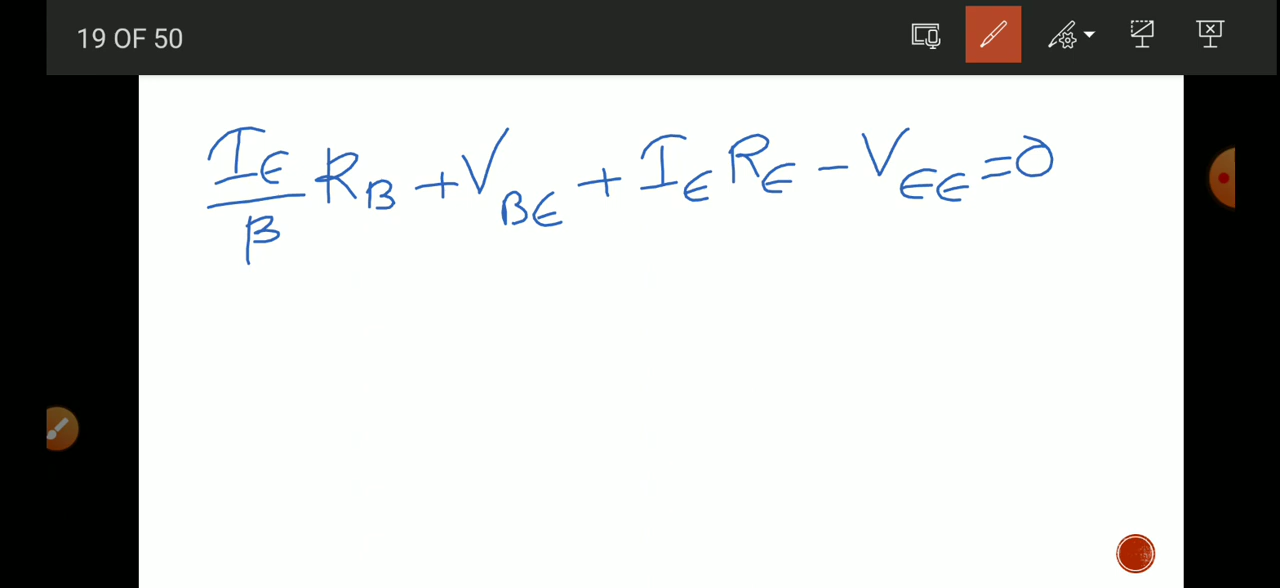 19 OF 50
I_E/β R_B + V_BE + I_E R_E - V_EE = 0